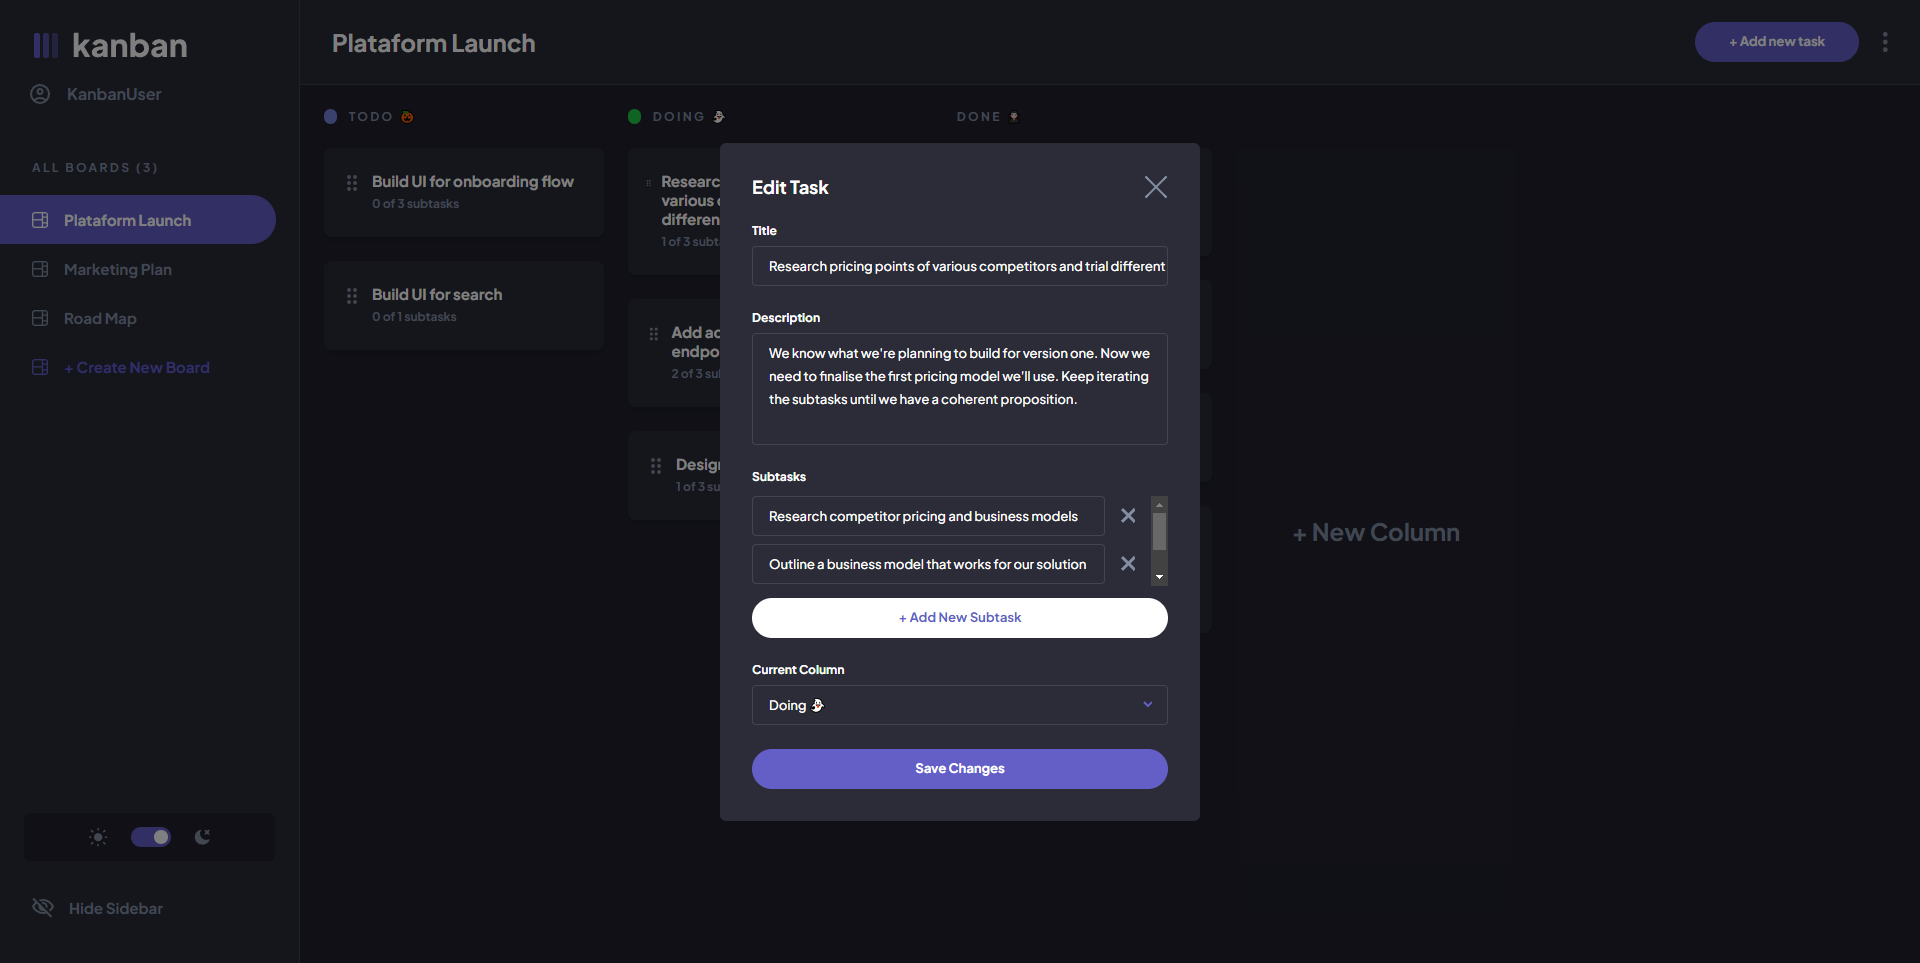 kanban
KanbanUser
ALL BOARDS (3)
Plataform Launch
Marketing Plan
Road Map
+ Create New Board
Hide Sidebar
Plataform Launch
+ Add new task
TODO 🎃
DOING 👻
DONE
Build UI for onboarding flow
0 of 3 subtasks
Build UI for search
0 of 1 subtasks
Researc
various
differen
1 of 3 subt
Add ac
endpo
2 of 3 su
Desig
1 of 3 su
+ New Column
Edit Task
Title
Research pricing points of various competitors and trial different
Description
We know what we're planning to build for version one. Now we
need to finalise the first pricing model we'll use. Keep iterating
the subtasks until we have a coherent proposition.
Subtasks
Research competitor pricing and business models
Outline a business model that works for our solution
+ Add New Subtask
Current Column
Doing 👻
Save Changes